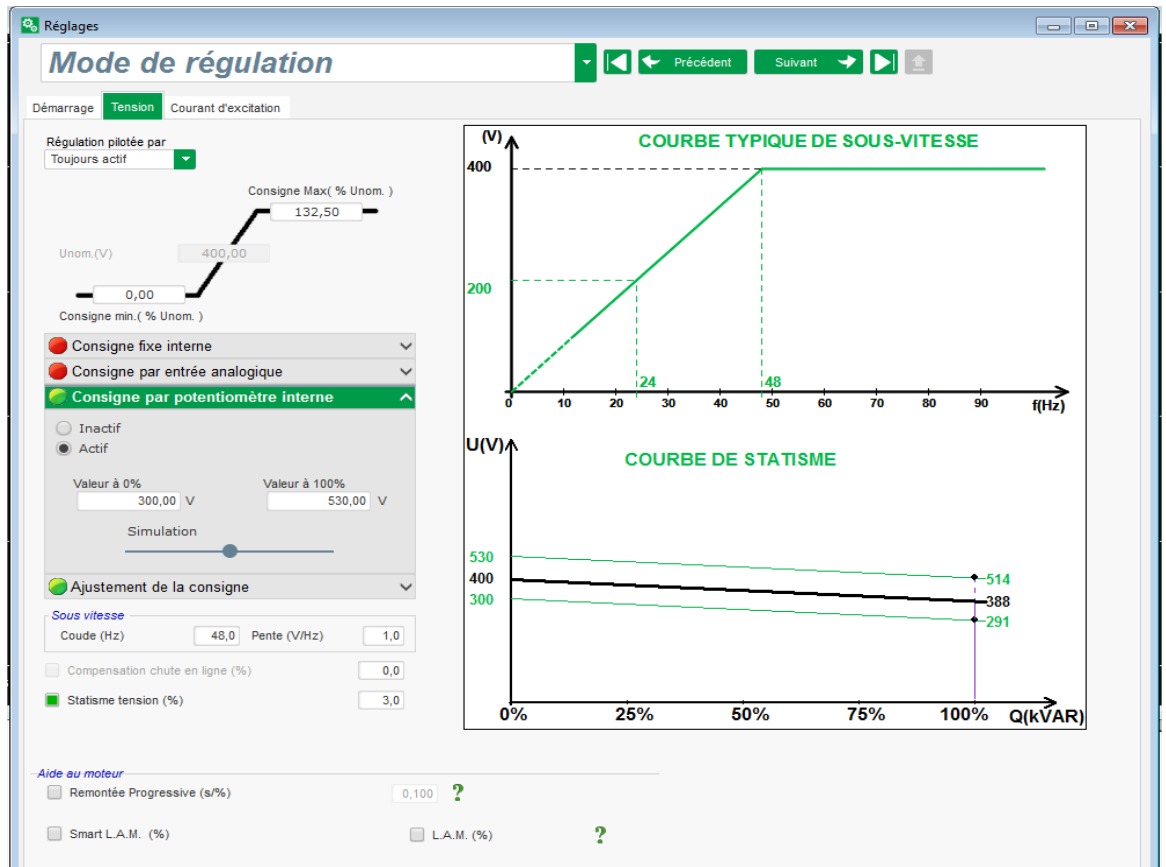 Réglages
Mode de régulation
Précédent
Suivant
Démarrage
Tension
Courant d'excitation
Régulation pilotée par
Toujours actif
Consigne Max( % Unom. )
132,50
Unom.(V)
400,00
0,00
Consigne min.( % Unom. )
Consigne fixe interne
Consigne par entrée analogique
Consigne par potentiomètre interne
Inactif
Actif
Valeur à 0%
Valeur à 100%
300,00 V
530,00 V
Simulation
Ajustement de la consigne
Sous vitesse
Coude (Hz) 48,0 Pente (V/Hz) 1,0
Compensation chute en ligne (%) 0,0
Statisme tension (%) 3,0
Aide au moteur
Remontée Progressive (s/%) 0,100 ?
Smart L.A.M. (%)
L.A.M. (%) ?
(V)
COURBE TYPIQUE DE SOUS-VITESSE
400
200
24
48
0 10 20 30 40 50 60 70 80 90 f(Hz)
U(V)
COURBE DE STATISME
530
400
300
514
388
291
0% 25% 50% 75% 100% Q(kVAR)